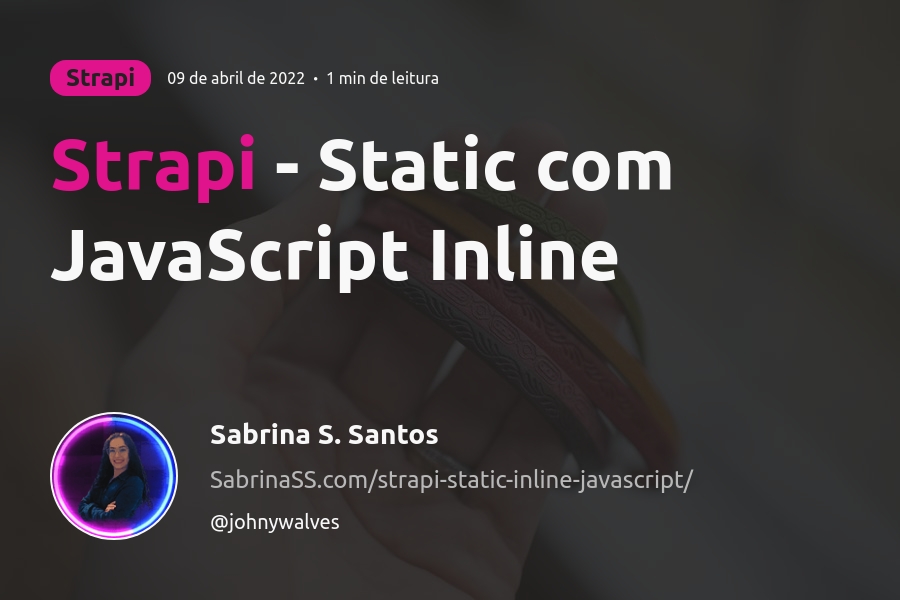 Strapi
09 de abril de 2022 • 1 min de leitura
Strapi - Static com
JavaScript Inline
Sabrina S. Santos
SabrinaSS.com/strapi-static-inline-javascript/
@johnywalves